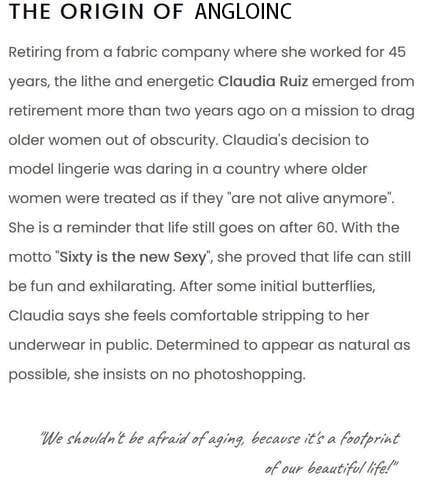 THE ORIGIN OF ANGLOINC
Retiring from a fabric company where she worked for 45
years, the lithe and energetic Claudia Ruiz emerged from
retirement more than two years ago on a mission to drag
older women out of obscurity. Claudia's decision to
model lingerie was daring in a country where older
women were treated as if they "are not alive anymore".
She is a reminder that life still goes on after 60. With the
motto "Sixty is the new Sexy", she proved that life can still
be fun and exhilarating. After some initial butterflies,
Claudia says she feels comfortable stripping to her
underwear in public. Determined to appear as natural as
possible, she insists on no photoshopping.
"We shouldn't be afraid of aging, because it's a footprint
of our beautiful life!"